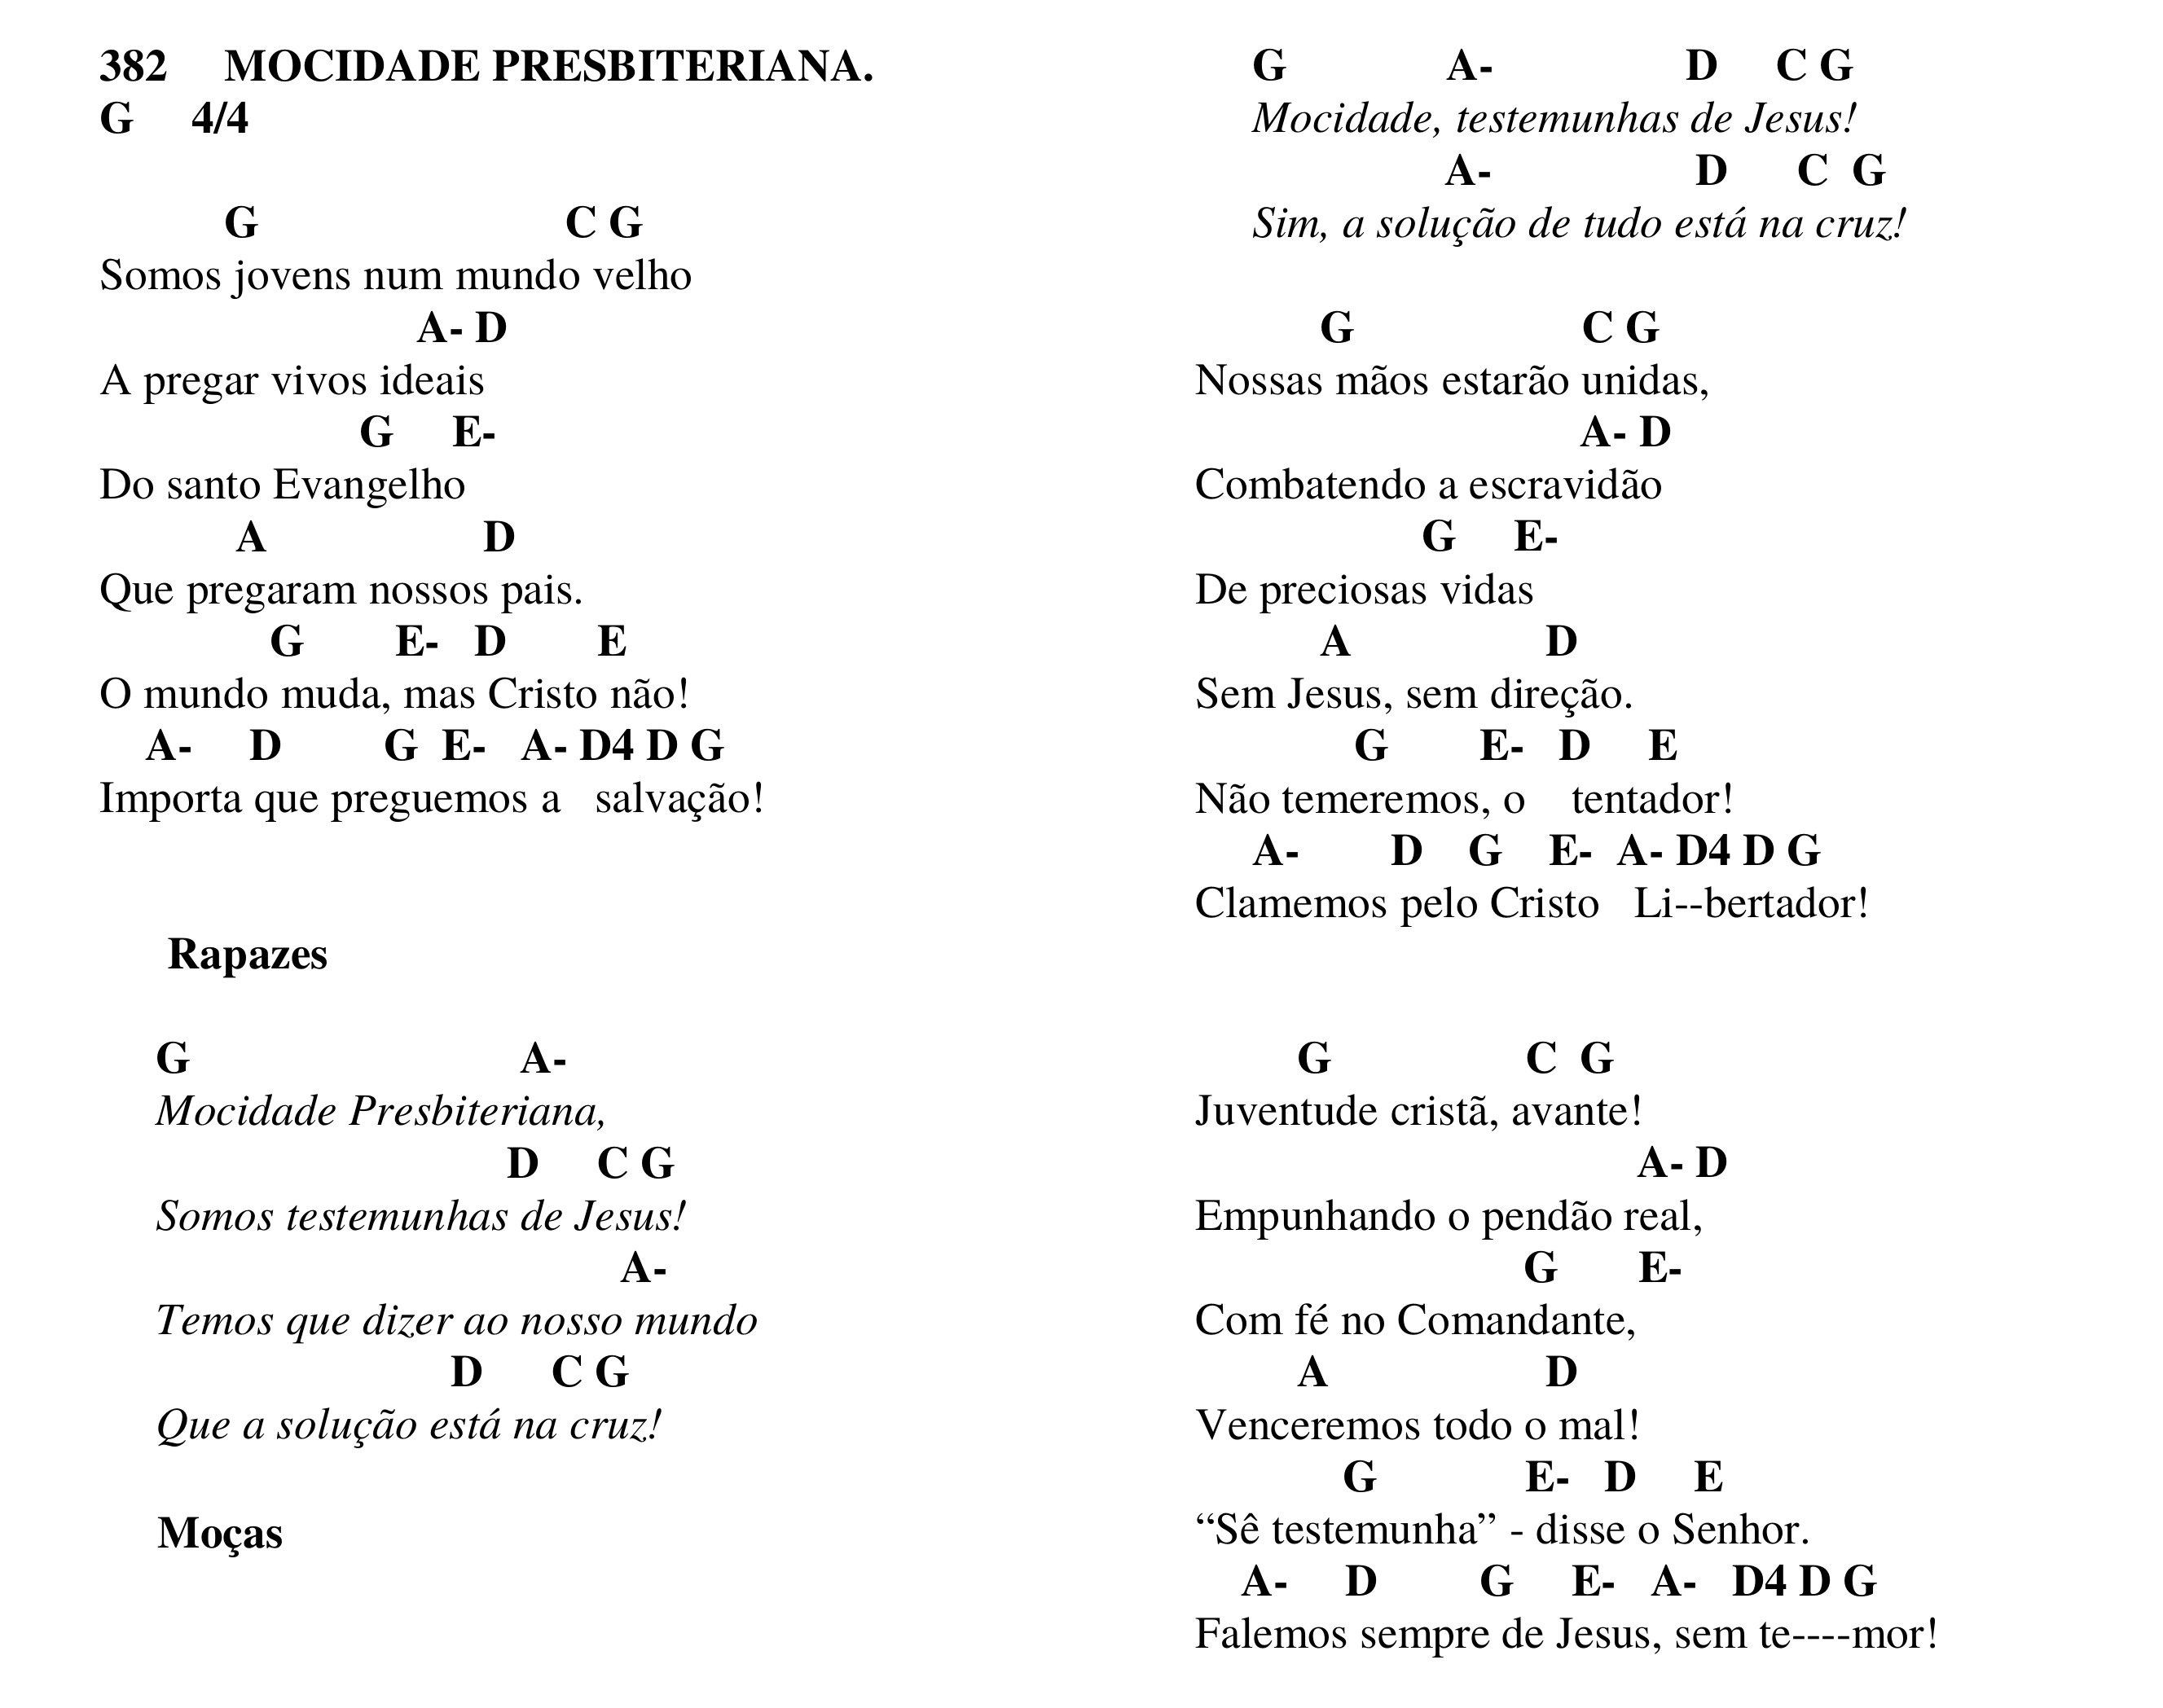 382 MOCIDADE PRESBITERIANA.
G 4/4
G C G
Somos jovens num mundo velho
A- D
A pregar vivos ideais
G E-
Do santo Evangelho
A D
Que pregaram nossos pais.
G E- D E
O mundo muda, mas Cristo não!
A- D G E- A- D4 D G
Importa que preguemos a salvação!
Rapazes
G A-
Mocidade Presbiteriana,
D C G
Somos testemunhas de Jesus!
A-
Temos que dizer ao nosso mundo
D C G
Que a solução está na cruz!
Moças
G A- D C G
Mocidade, testemunhas de Jesus!
A- D C G
Sim, a solução de tudo está na cruz!
G C G
Nossas mãos estarão unidas,
A- D
Combatendo a escravidão
G E-
De preciosas vidas
A D
Sem Jesus, sem direção.
G E- D E
Não temeremos, o tentador!
A- D G E- A- D4 D G
Clamemos pelo Cristo Li--bertador!
G C G
Juventude cristã, avante!
A- D
Empunhando o pendão real,
G E-
Com fé no Comandante,
A D
Venceremos todo o mal!
G E- D E
“Sê testemunha” - disse o Senhor.
A- D G E- A- D4 D G
Falemos sempre de Jesus, sem te----mor!